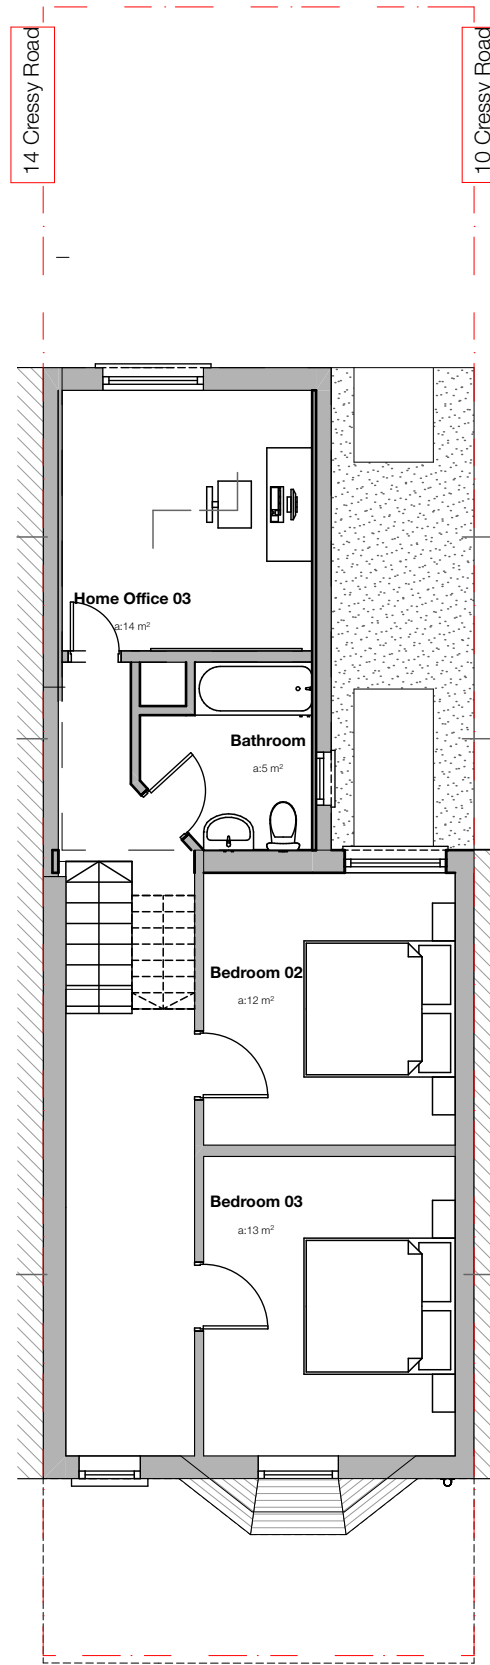 14 Cressy Road
10 Cressy Road
Home Office 03
a:14 m²
Bathroom
a:5 m²
Bedroom 02
a:12 m²
Bedroom 03
a:13 m²